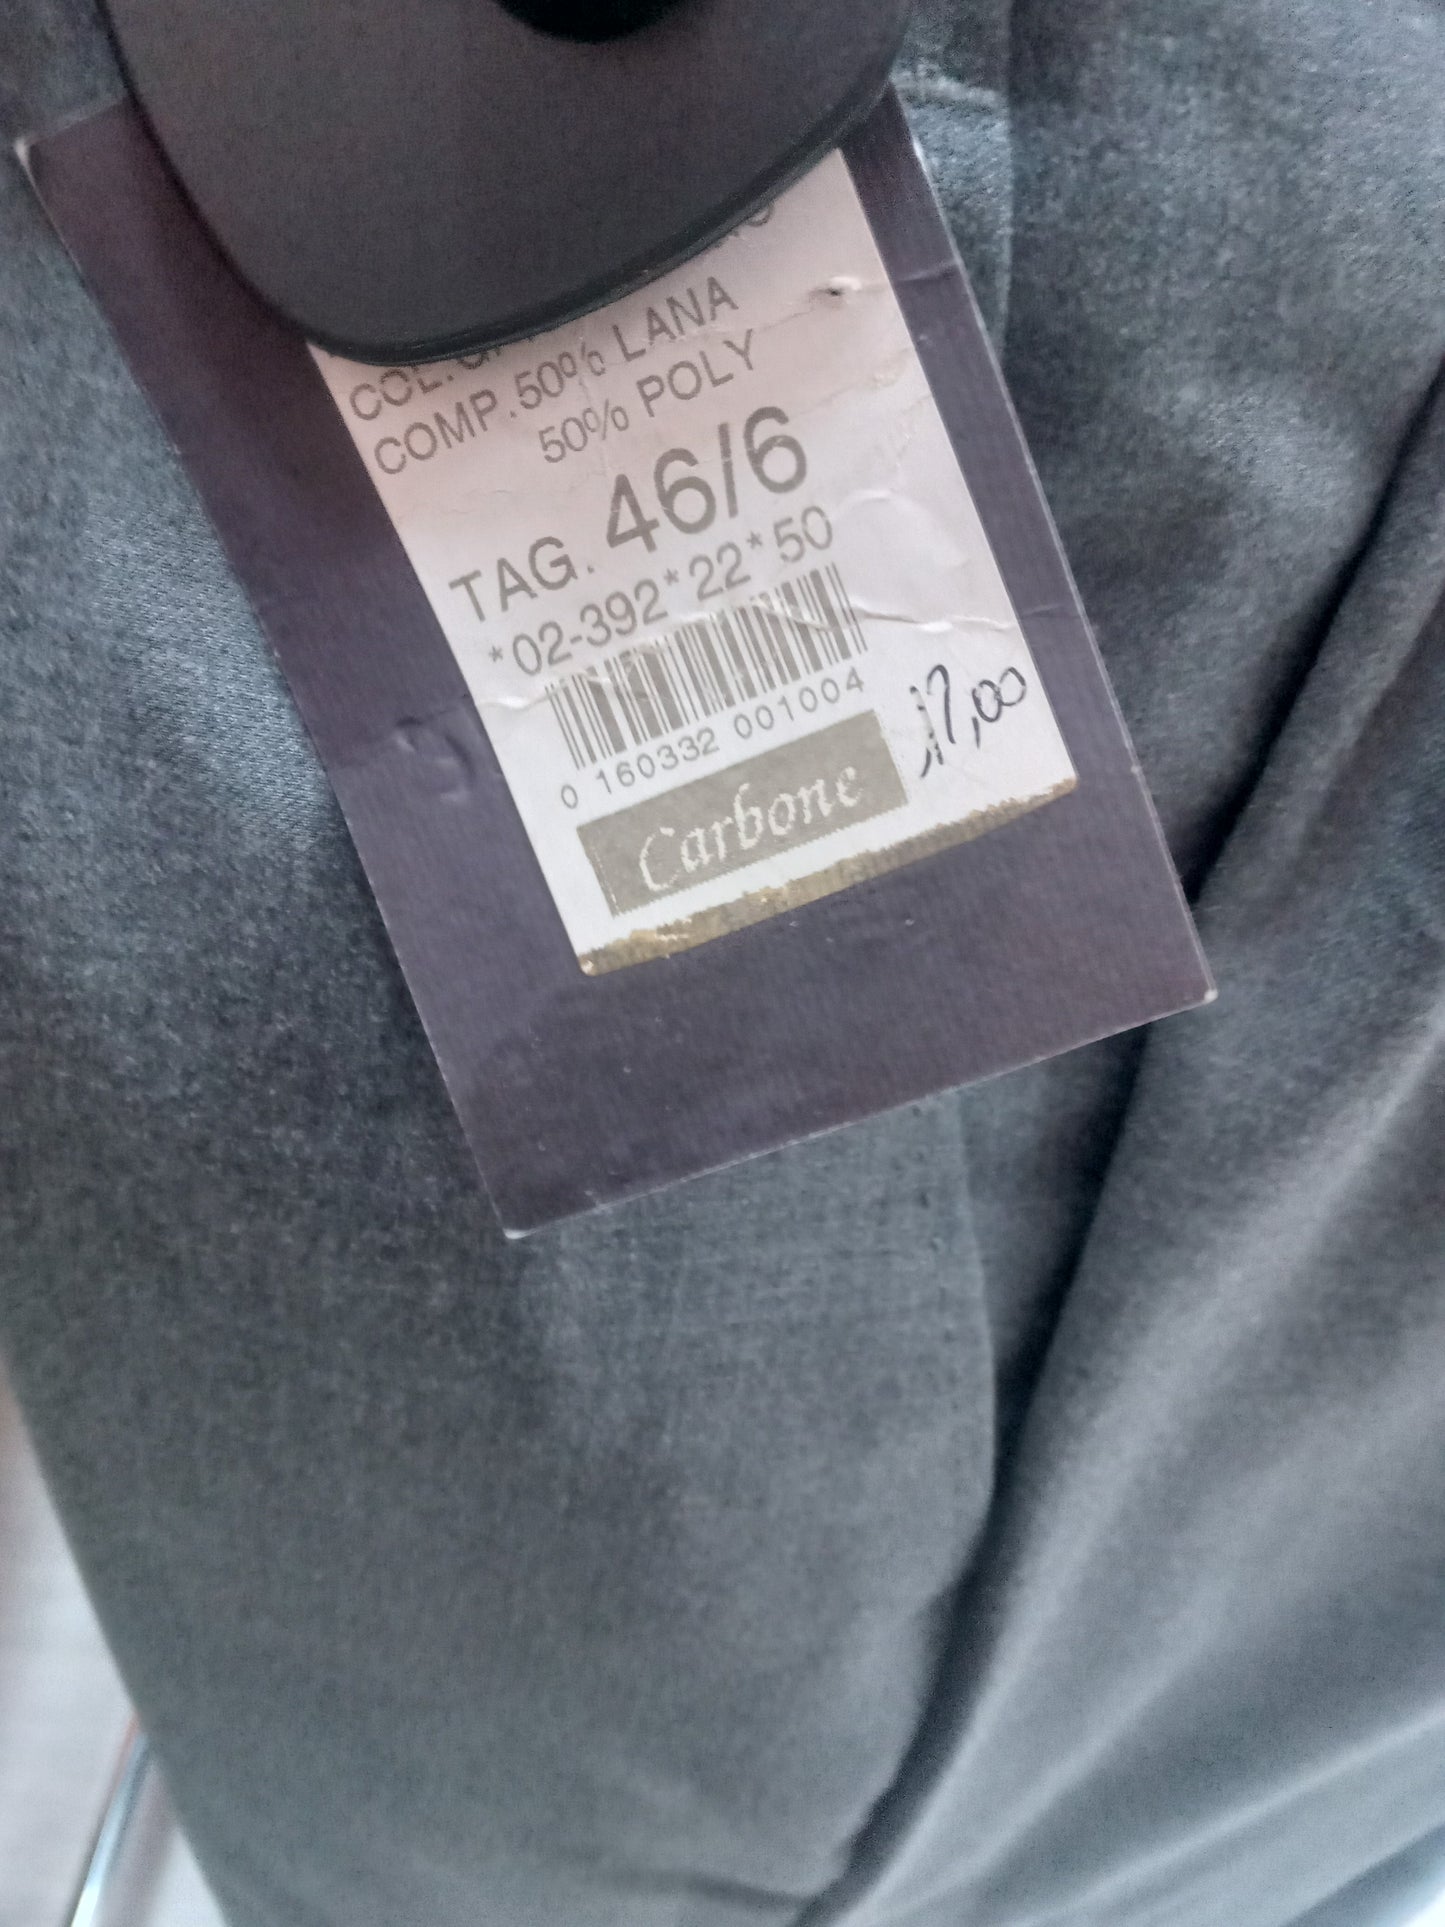 COMP.50% LANA
50% POLY
TAG. 46/6
*02-392*22*50
0 160332 001004
17,00
Carbone